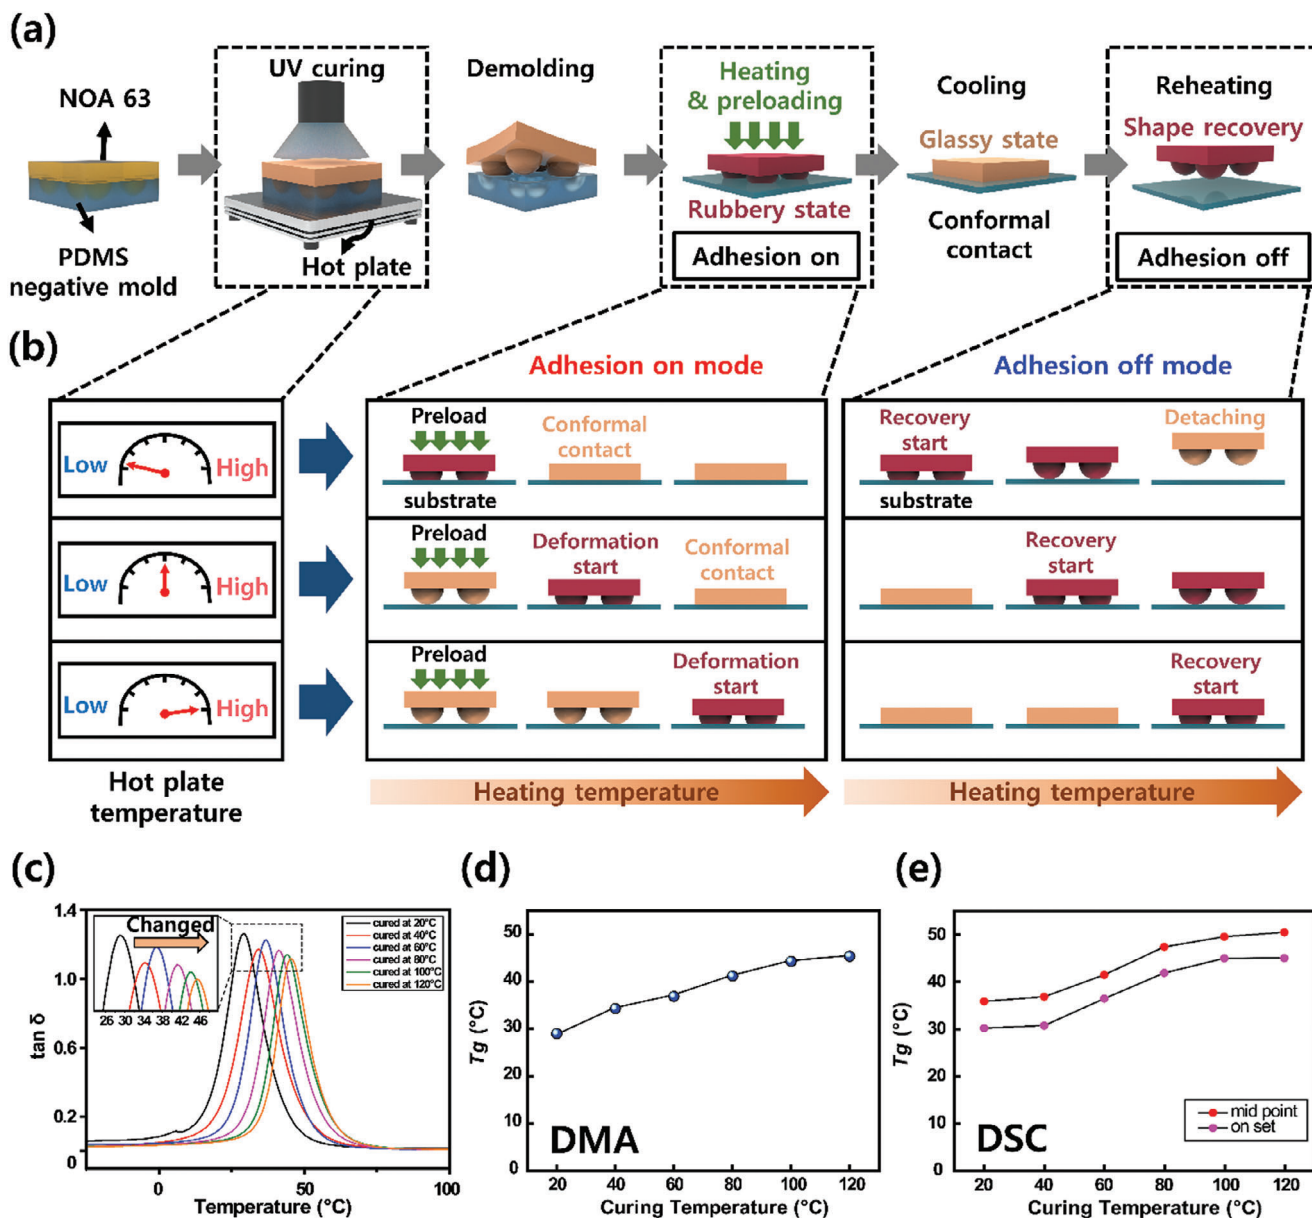 (a)
UV curing
Demolding
Heating
& preloading
Cooling
Reheating
NOA 63
Glassy state
Shape recovery
Rubbery state
PDMS
negative mold
Hot plate
Adhesion on
Conformal
contact
Adhesion off
(b)
Adhesion on mode
Adhesion off mode
Low
High
Preload
Conformal
contact
substrate
Recovery
start
Detaching
substrate
Low
High
Preload
Deformation
start
Conformal
contact
Recovery
start
Low
High
Preload
Deformation
start
Recovery
start
Hot plate
temperature
Heating temperature
Heating temperature
(c)
1.4
1.0
0.6
0.2
0
tan δ
Changed
26 30 34 38 42 46
cured at 20°C
cured at 40°C
cured at 60°C
cured at 80°C
cured at 100°C
cured at 120°C
0 50 100
Temperature (°C)
(d)
50
40
30
20
10
0
Tg (°C)
DMA
20 40 60 80 100 120
Curing Temperature (°C)
(e)
50
40
30
20
10
0
Tg (°C)
DSC
mid point
on set
20 40 60 80 100 120
Curing Temperature (°C)